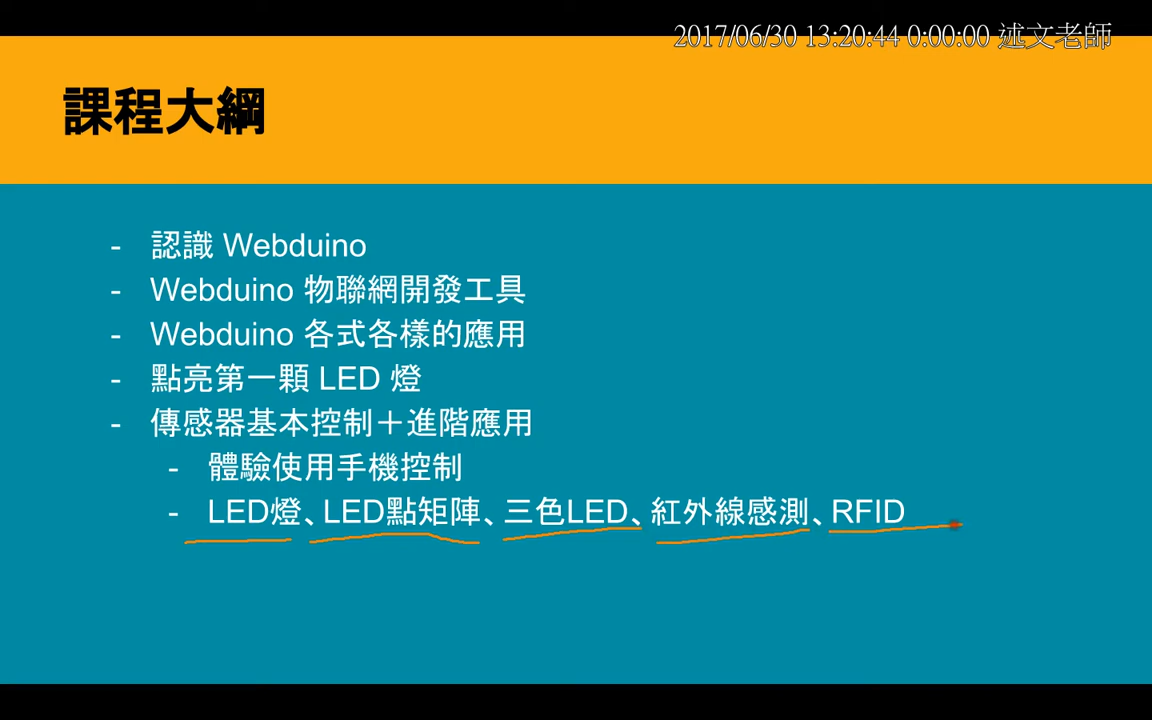 2017/06/30 13:20:44 0:00:00 述文老師
課程大綱
- 認識 Webduino
- Webduino 物聯網開發工具
- Webduino 各式各樣的應用
- 點亮第一顆 LED 燈
- 傳感器基本控制＋進階應用
- 體驗使用手機控制
- LED燈、LED點矩陣、三色LED、紅外線感測、RFID